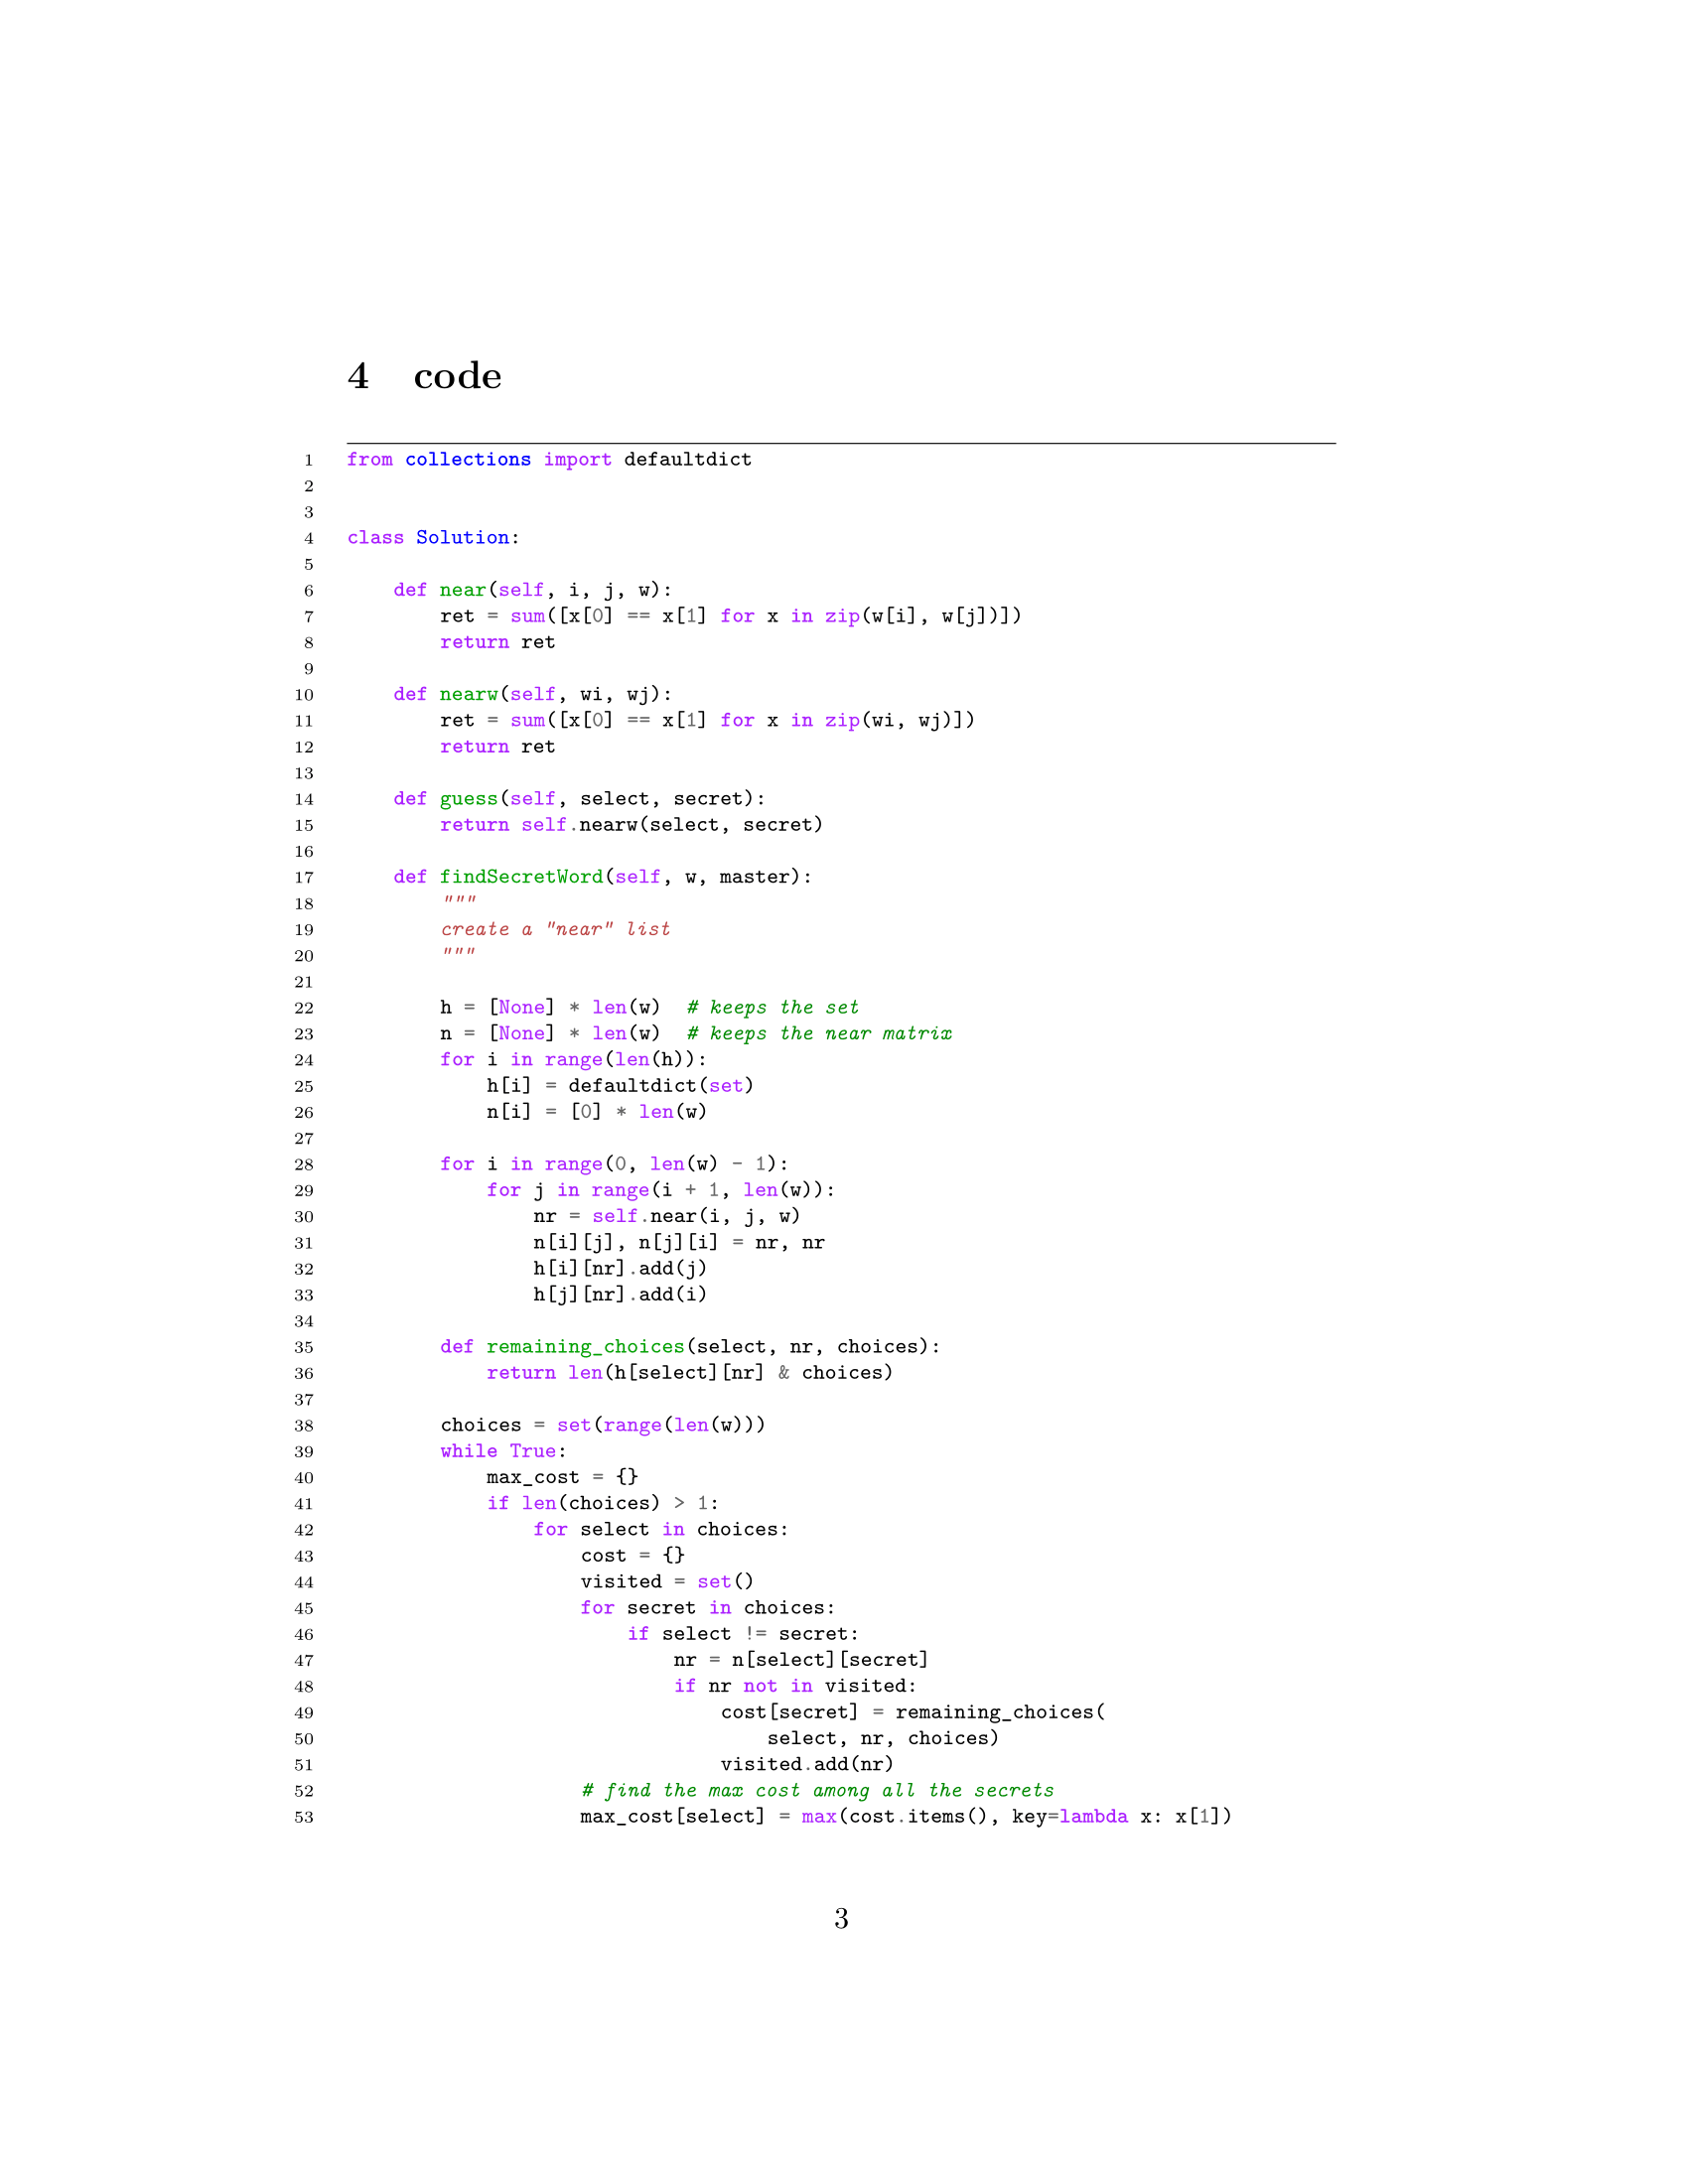 4 code
1 from collections import defaultdict
2
3
4 class Solution:
5
6     def near(self, i, j, w):
7         ret = sum([x[0] == x[1] for x in zip(w[i], w[j])])
8         return ret
9
10     def nearw(self, wi, wj):
11         ret = sum([x[0] == x[1] for x in zip(wi, wj)])
12         return ret
13
14     def guess(self, select, secret):
15         return self.nearw(select, secret)
16
17     def findSecretWord(self, w, master):
18         """
19         create a "near" list
20         """
21
22         h = [None] * len(w)  # keeps the set
23         n = [None] * len(w)  # keeps the near matrix
24         for i in range(len(h)):
25             h[i] = defaultdict(set)
26             n[i] = [0] * len(w)
27
28         for i in range(0, len(w) - 1):
29             for j in range(i + 1, len(w)):
30                 nr = self.near(i, j, w)
31                 n[i][j], n[j][i] = nr, nr
32                 h[i][nr].add(j)
33                 h[j][nr].add(i)
34
35         def remaining_choices(select, nr, choices):
36             return len(h[select][nr] & choices)
37
38         choices = set(range(len(w)))
39         while True:
40             max_cost = {}
41             if len(choices) > 1:
42                 for select in choices:
43                     cost = {}
44                     visited = set()
45                     for secret in choices:
46                         if select != secret:
47                             nr = n[select][secret]
48                             if nr not in visited:
49                                 cost[secret] = remaining_choices(
50                                     select, nr, choices)
51                                 visited.add(nr)
52                     # find the max cost among all the secrets
53                     max_cost[select] = max(cost.items(), key=lambda x: x[1])
3